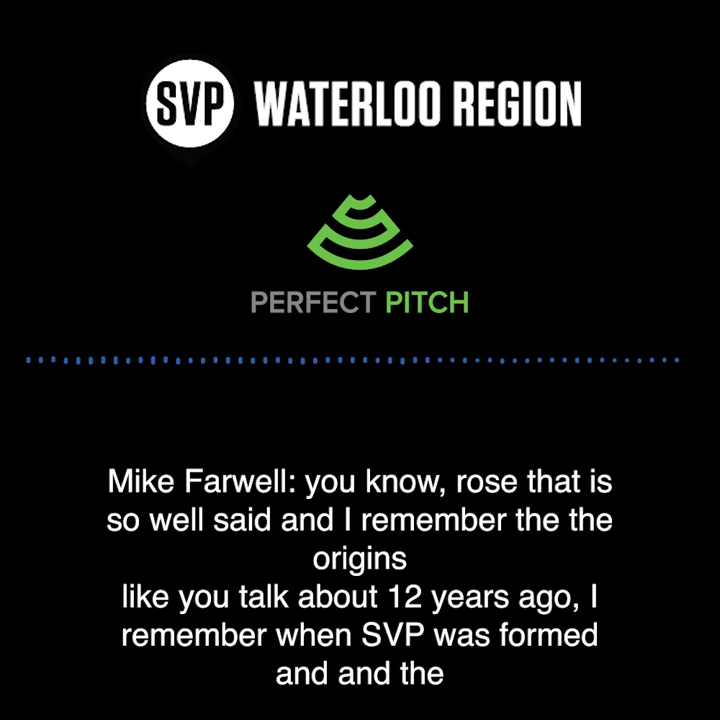 SVP WATERLOO REGION
PERFECT PITCH
Mike Farwell: you know, rose that is
so well said and I remember the the
origins
like you talk about 12 years ago, I
remember when SVP was formed
and and the